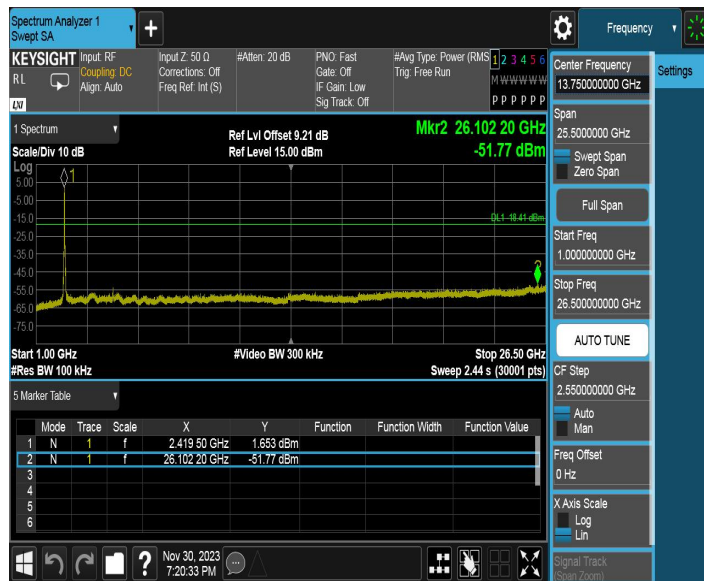 Spectrum Analyzer 1
Swept SA
+
Frequency
KEYSIGHT
RL
LXI
Input: RF
Coupling: DC
Align: Auto
Input Z: 50 Ω
Corrections: Off
Freq Ref: Int (S)
#Atten: 20 dB
PNO: Fast
Gate: Off
IF Gain: Low
Sig Track: Off
#Avg Type: Power (RMS
Trig: Free Run
1 2 3 4 5 6
M W W W W W
P P P P P P
1 Spectrum
Scale/Div 10 dB
Ref Lvl Offset 9.21 dB
Ref Level 15.00 dBm
Mkr2 26.102 20 GHz
-51.77 dBm
Log
5.00
-5.00
-15.0
-25.0
-35.0
-45.0
-55.0
-65.0
-75.0
1
DL1 -18.41 dBm
2
Start 1.00 GHz
#Res BW 100 kHz
#Video BW 300 kHz
Stop 26.50 GHz
Sweep 2.44 s (30001 pts)
5 Marker Table
Mode Trace Scale X Y Function Function Width Function Value
1 N 1 f 2.419 50 GHz 1.653 dBm
2 N 1 f 26.102 20 GHz -51.77 dBm
3
4
5
6
?
Nov 30, 2023
7:20:33 PM
Center Frequency
13.750000000 GHz
Settings
Span
25.5000000 GHz
Swept Span
Zero Span
Full Span
Start Freq
1.000000000 GHz
Stop Freq
26.500000000 GHz
AUTO TUNE
CF Step
2.550000000 GHz
Auto
Man
Freq Offset
0 Hz
X Axis Scale
Log
Lin
Signal Track
(Span Zoom)